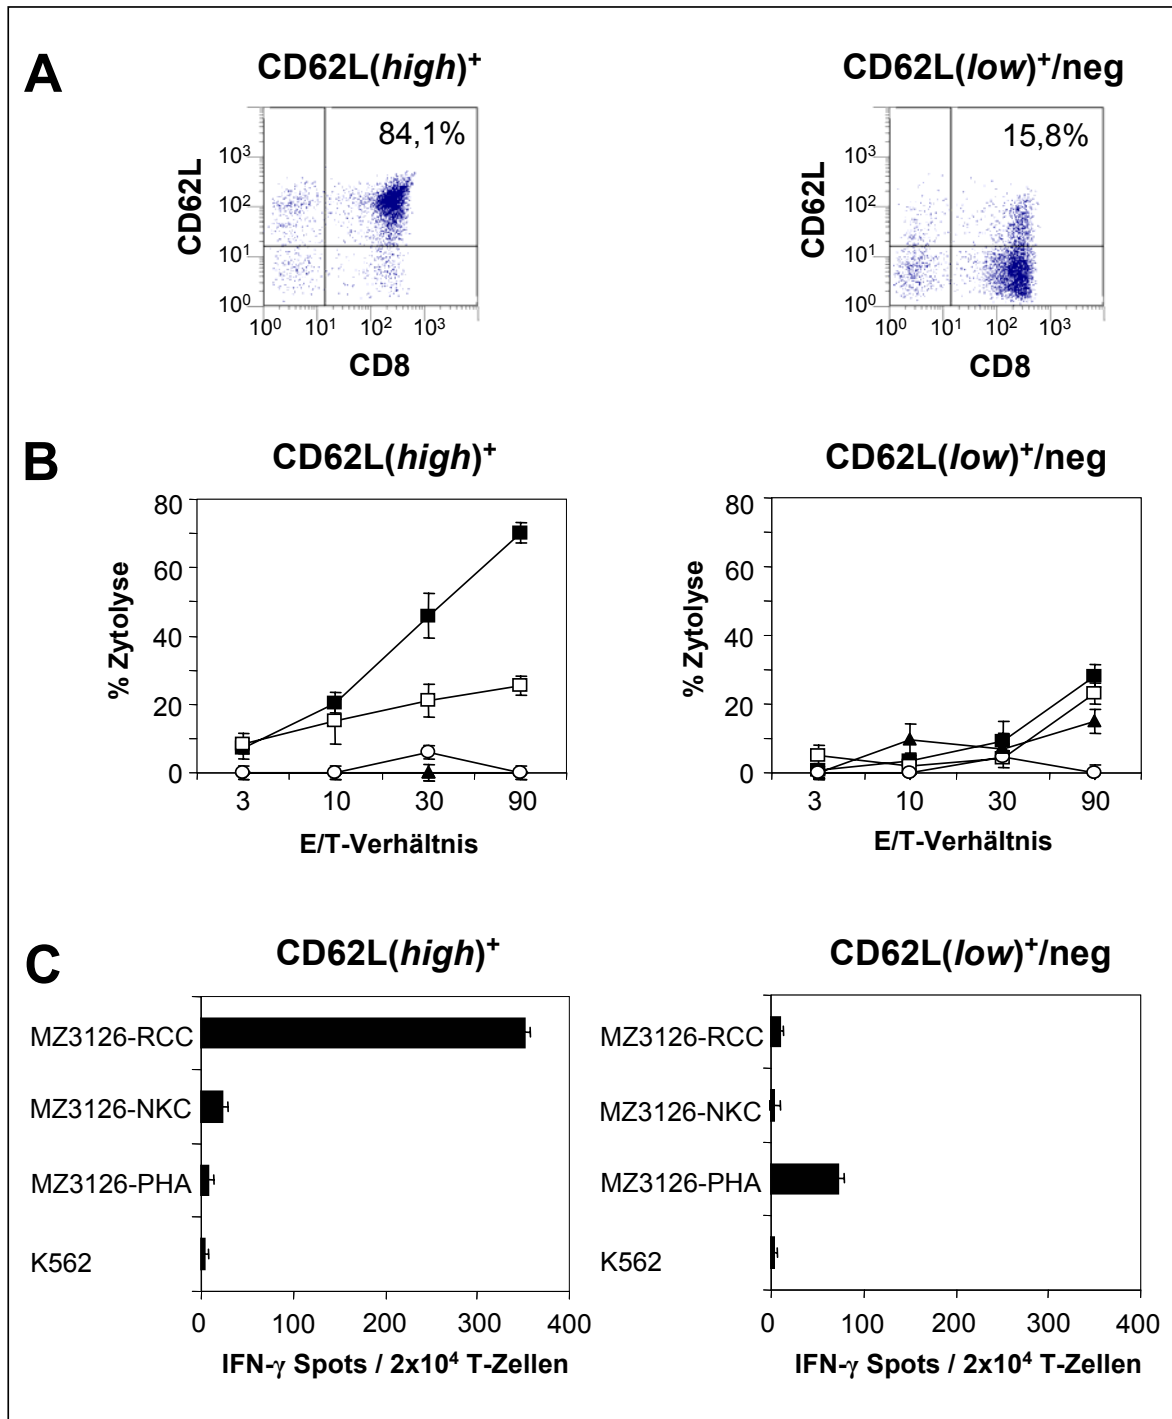 A
CD62L(high)⁺
CD62L(low)⁺/neg
84,1%
CD62L
10³
10²
10¹
10⁰
10⁰ 10¹ 10² 10³
CD8
15,8%
CD62L
10³
10²
10¹
10⁰
10⁰ 10¹ 10² 10³
CD8
B
CD62L(high)⁺
CD62L(low)⁺/neg
% Zytolyse
80
60
40
20
0
3 10 30 90
E/T-Verhältnis
% Zytolyse
80
60
40
20
0
3 10 30 90
E/T-Verhältnis
C
CD62L(high)⁺
CD62L(low)⁺/neg
MZ3126-RCC
MZ3126-NKC
MZ3126-PHA
K562
0 100 200 300 400
IFN-γ Spots / 2x10⁴ T-Zellen
MZ3126-RCC
MZ3126-NKC
MZ3126-PHA
K562
0 100 200 300 400
IFN-γ Spots / 2x10⁴ T-Zellen